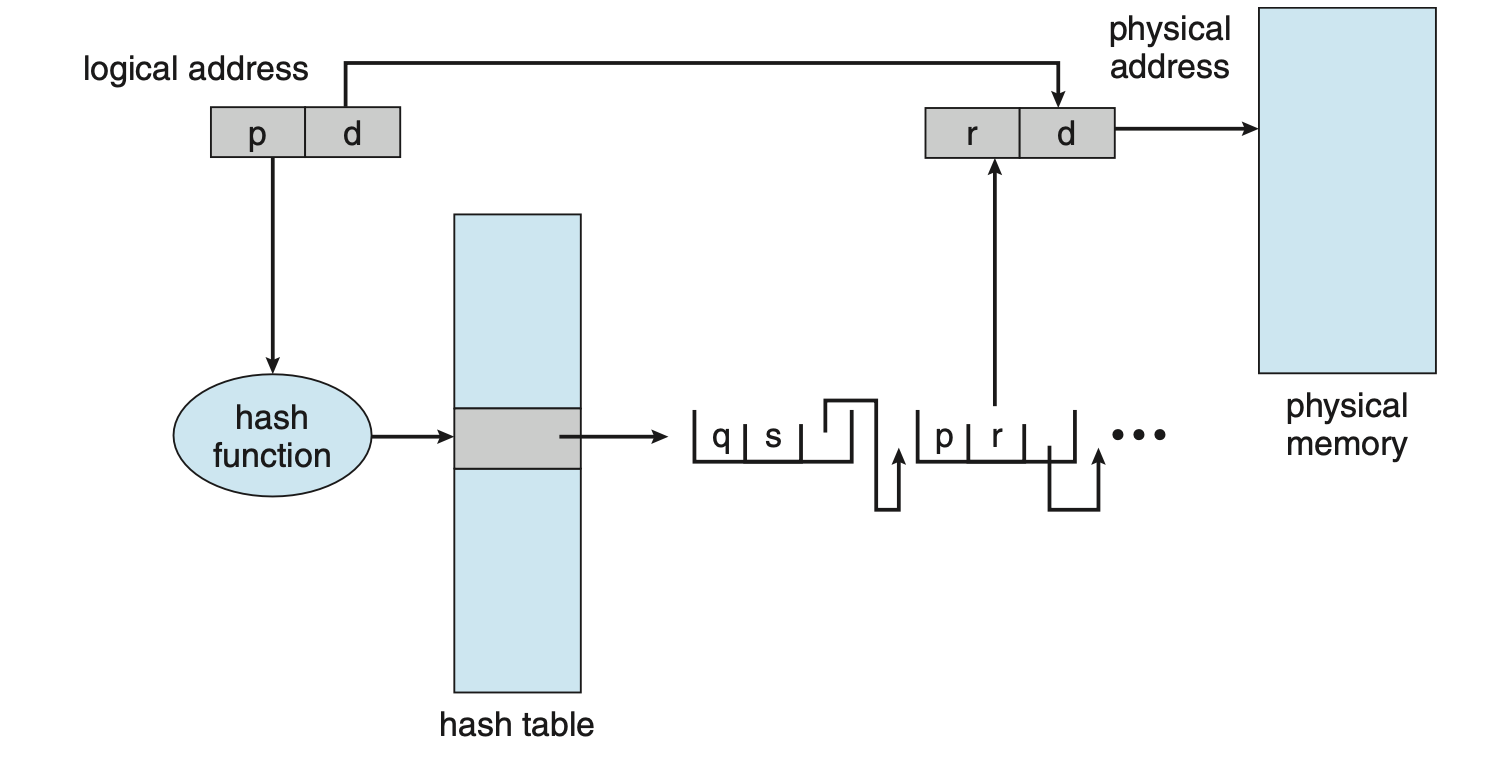 logical address
p d
physical
address
r d
hash
function
q s
p r
•••
physical
memory
hash table